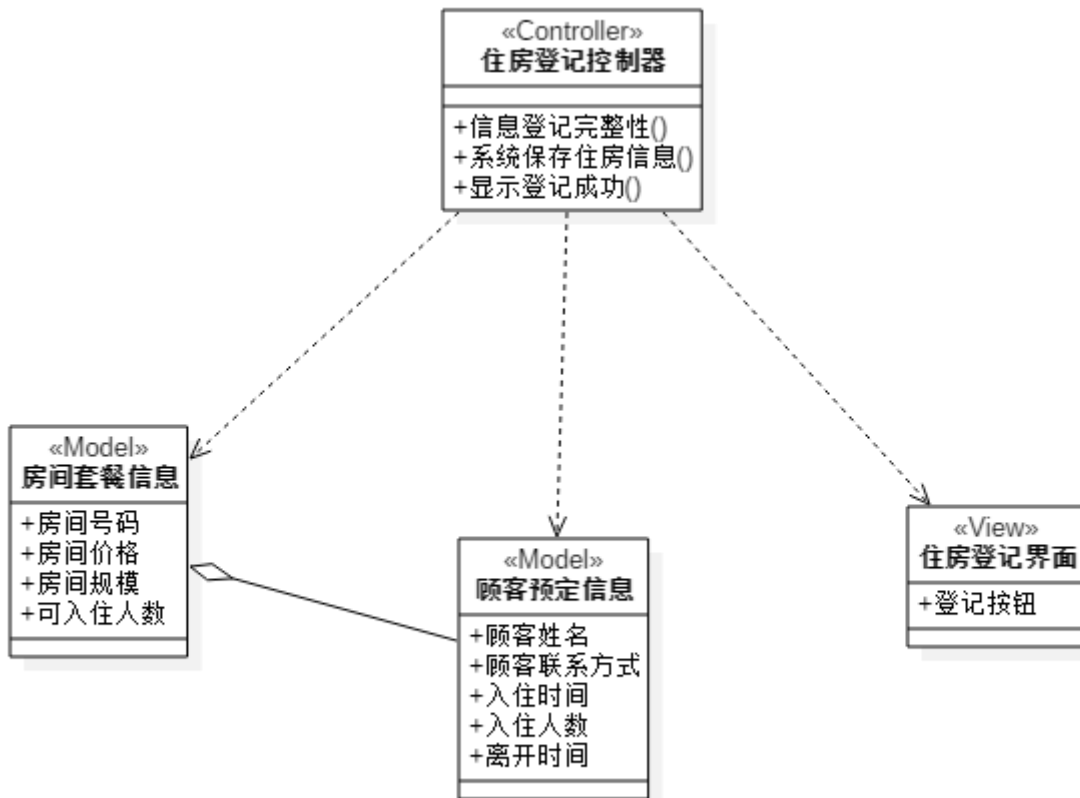 «Controller»
住房登记控制器
+信息登记完整性()
+系统保存住房信息()
+显示登记成功()
«Model»
房间套餐信息
+房间号码
+房间价格
+房间规模
+可入住人数
«Model»
顾客预定信息
+顾客姓名
+顾客联系方式
+入住时间
+入住人数
+离开时间
«View»
住房登记界面
+登记按钮